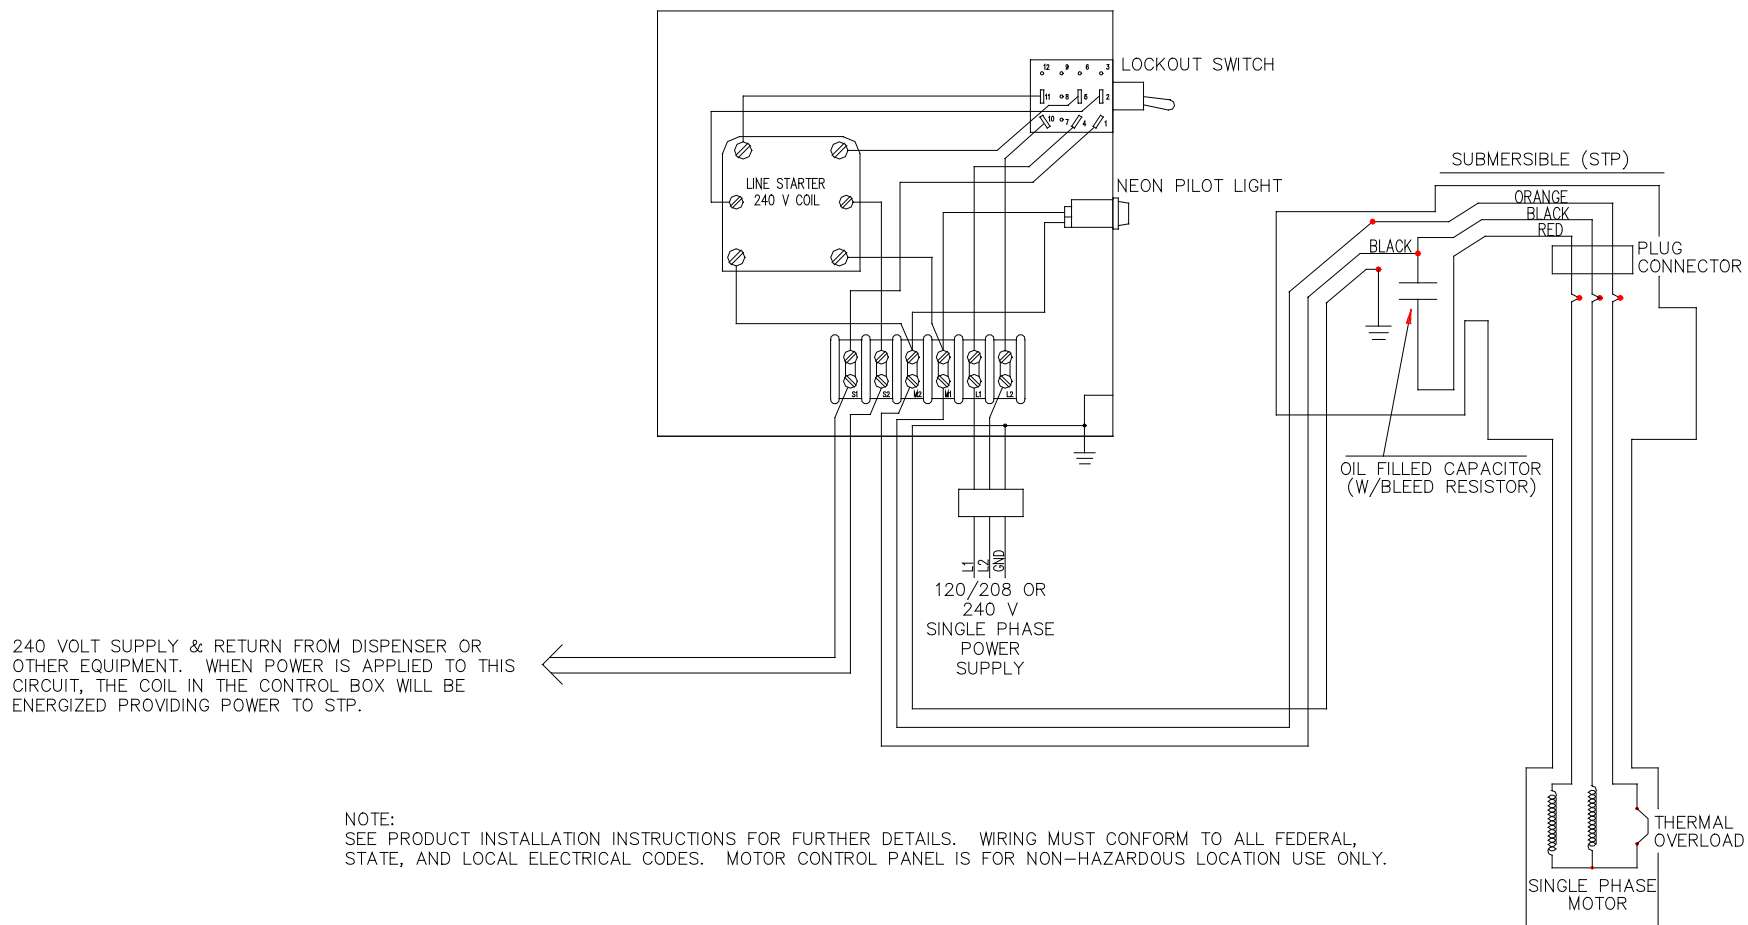 12 9 6 3
LOCKOUT SWITCH
11 8 5 2
10 7 4 1
LINE STARTER
240 V COIL
NEON PILOT LIGHT
SUBMERSIBLE (STP)
ORANGE
BLACK
RED
BLACK
PLUG
CONNECTOR
S1 S2 M2 M1 L1 L2
OIL FILLED CAPACITOR
(W/BLEED RESISTOR)
L1 L2 GND
120/208 OR
240 V
SINGLE PHASE
POWER
SUPPLY
240 VOLT SUPPLY & RETURN FROM DISPENSER OR
OTHER EQUIPMENT. WHEN POWER IS APPLIED TO THIS
CIRCUIT, THE COIL IN THE CONTROL BOX WILL BE
ENERGIZED PROVIDING POWER TO STP.
NOTE:
SEE PRODUCT INSTALLATION INSTRUCTIONS FOR FURTHER DETAILS. WIRING MUST CONFORM TO ALL FEDERAL,
STATE, AND LOCAL ELECTRICAL CODES. MOTOR CONTROL PANEL IS FOR NON-HAZARDOUS LOCATION USE ONLY.
THERMAL
OVERLOAD
SINGLE PHASE
MOTOR